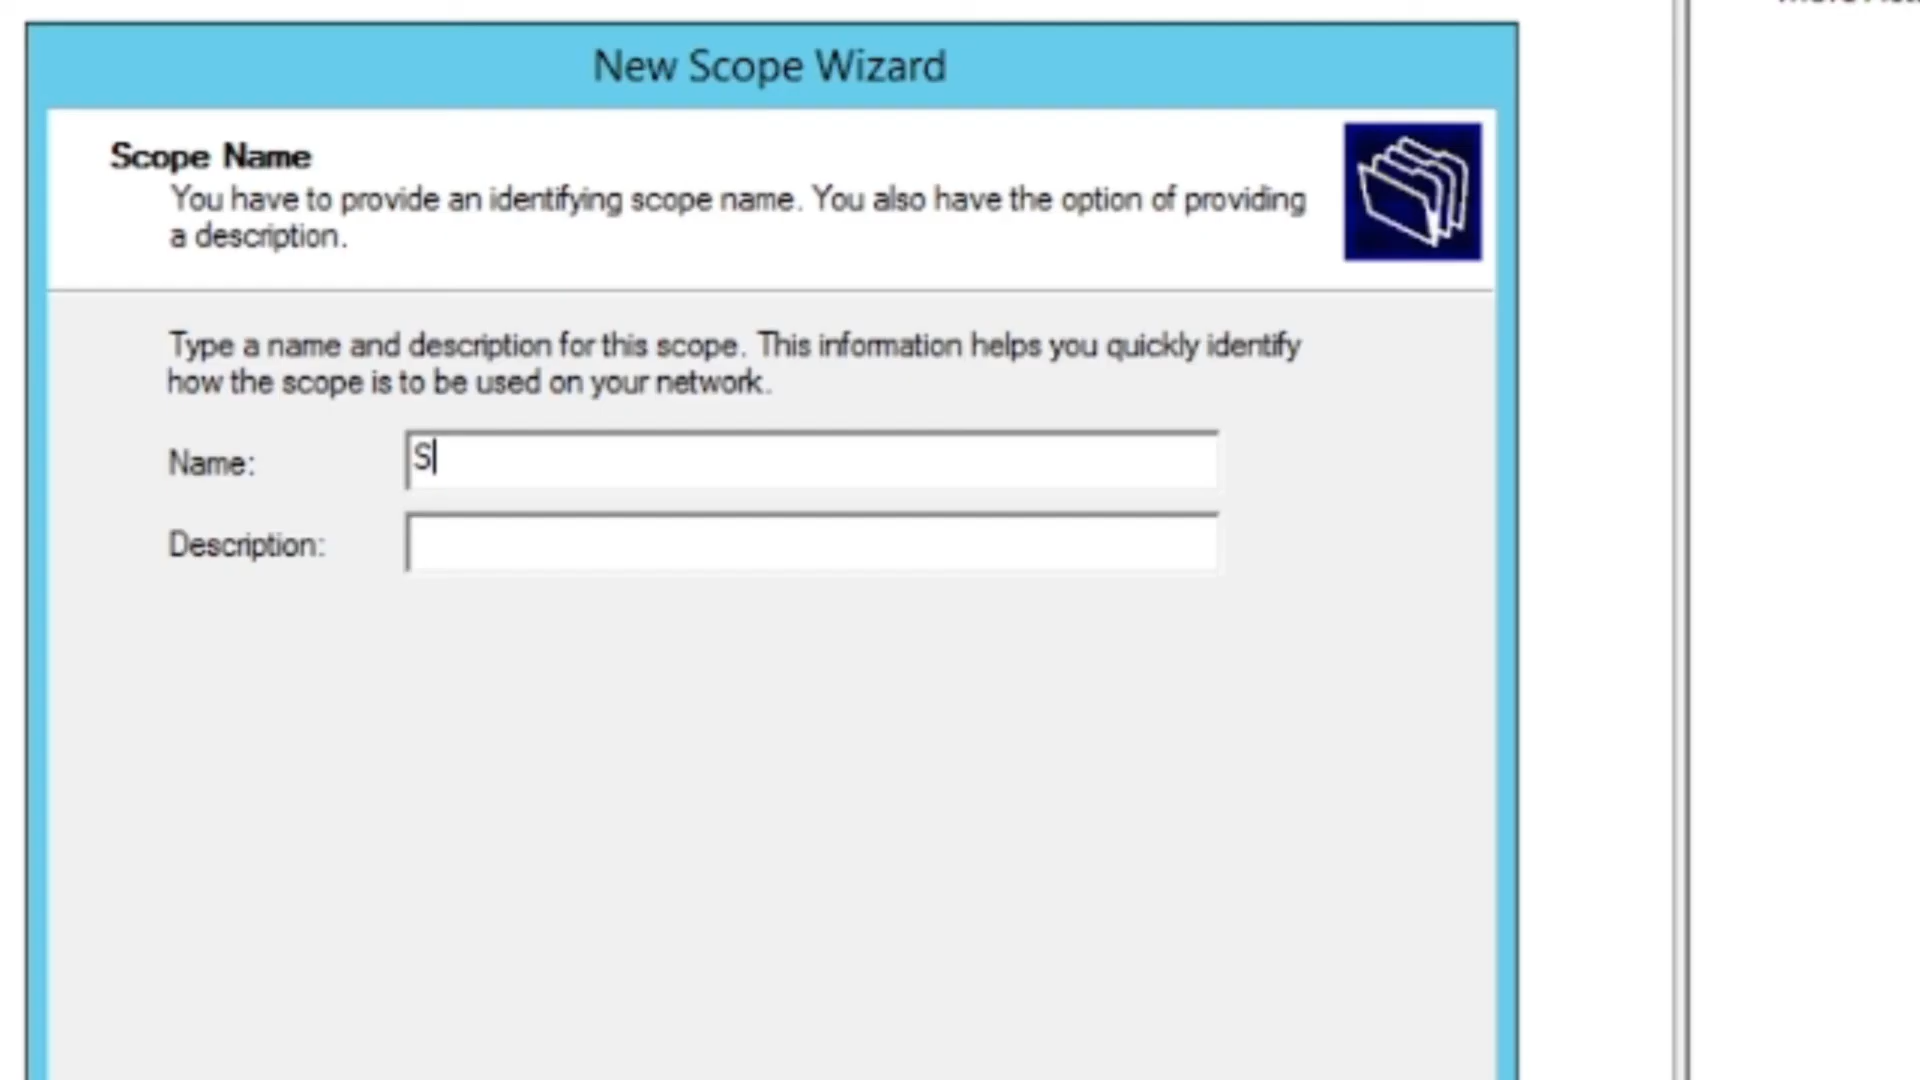 New Scope Wizard
Scope Name
You have to provide an identifying scope name. You also have the option of providing
a description.
Type a name and description for this scope. This information helps you quickly identify
how the scope is to be used on your network.
Name:
S
Description: